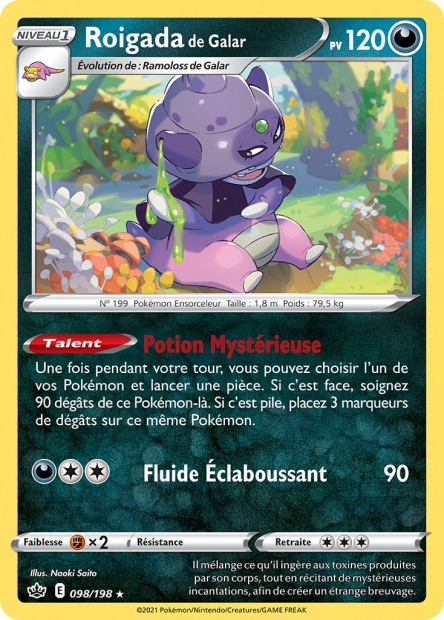 NIVEAU 1
Roigada de Galar
PV 120
Évolution de : Ramoloss de Galar
N° 199 Pokémon Ensorceleur Taille : 1,8 m Poids : 79,5 kg
Talent Potion Mystérieuse
Une fois pendant votre tour, vous pouvez choisir l'un de
vos Pokémon et lancer une pièce. Si c'est face, soignez
90 dégâts de ce Pokémon-là. Si c'est pile, placez 3 marqueurs
de dégâts sur ce même Pokémon.
Fluide Éclaboussant 90
Faiblesse ×2 Résistance Retraite
Illus. Naoki Saito
E 098/198 ★
Il mélange ce qu'il ingère aux toxines produites
par son corps, tout en récitant de mystérieuses
incantations, afin de créer un étrange breuvage.
©2021 Pokémon/Nintendo/Creatures/GAME FREAK